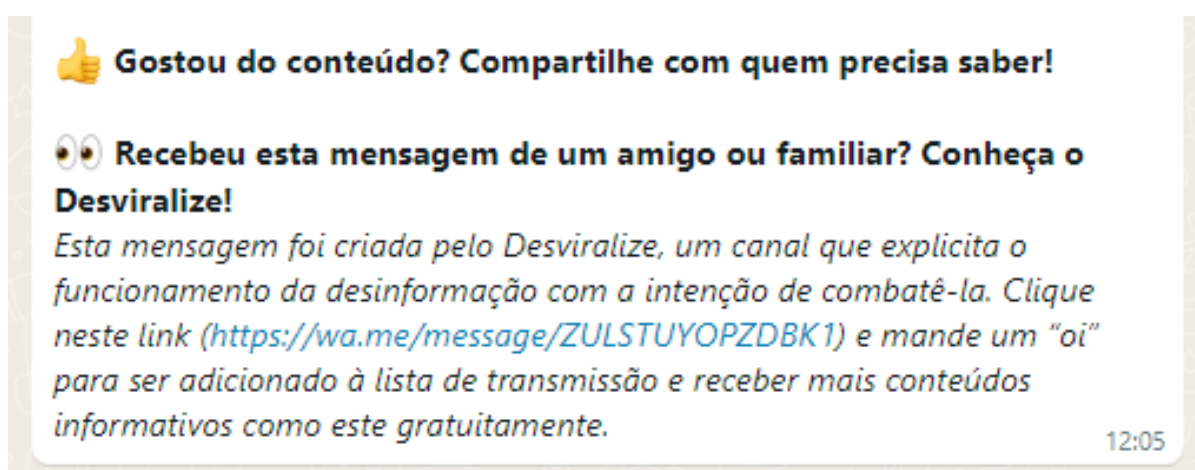 👍 Gostou do conteúdo? Compartilhe com quem precisa saber!
👀 Recebeu esta mensagem de um amigo ou familiar? Conheça o
Desviralize!
Esta mensagem foi criada pelo Desviralize, um canal que explicita o
funcionamento da desinformação com a intenção de combatê-la. Clique
neste link (https://wa.me/message/ZULSTUYOPZDBK1) e mande um “oi”
para ser adicionado à lista de transmissão e receber mais conteúdos
informativos como este gratuitamente.
12:05